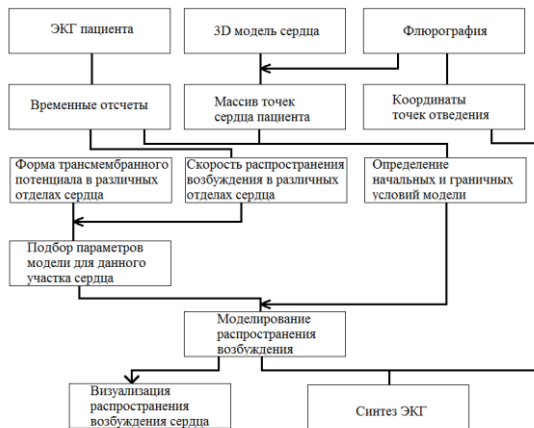 ЭКГ пациента
3D модель сердца
Флюрография
Временные отсчеты
Массив точек
сердца пациента
Координаты
точек отведения
Форма трансмембранного
потенциала в различных
отделах сердца
Скорость распространения
возбуждения в различных
отделах сердца
Определение
начальных и граничных
условий модели
Подбор параметров
модели для данного
участка сердца
Моделирование
распространения
возбуждения
Визуализация
распространения
возбуждения сердца
Синтез ЭКГ